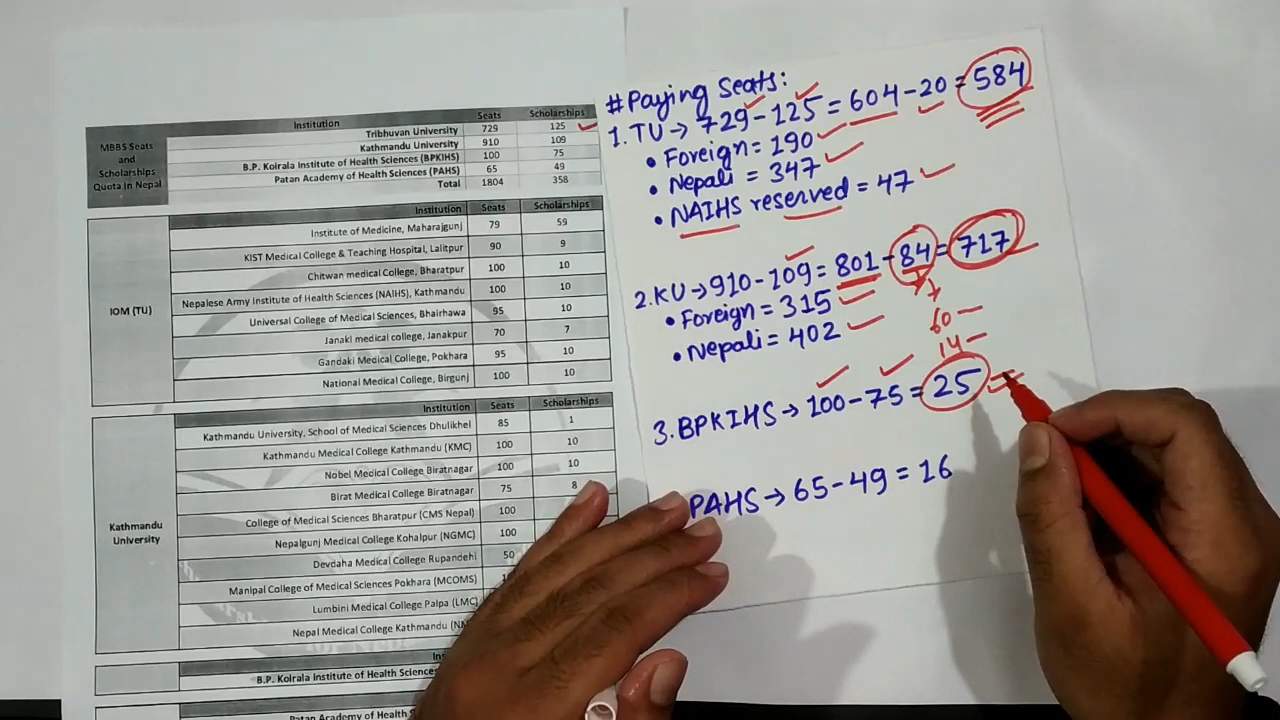 Institution Seats Scholarships
MBBS Seats and Scholarships Quota in Nepal
Tribhuvan University 729 125
Kathmandu University 910 109
B.P. Koirala Institute of Health Sciences (BPKIHS) 100 75
Patan Academy of Health Sciences (PAHS) 65 49
Total 1804 358
Institution Seats Scholarships
IOM (TU)
Institute of Medicine, Maharajgunj 79 59
KIST Medical College & Teaching Hospital, Lalitpur 90 9
Chitwan medical College, Bharatpur 100 10
Nepalese Army Institute of Health Sciences (NAIHS), Kathmandu 100 10
Universal College of Medical Sciences, Bhairhawa 95 10
Janaki medical college, Janakpur 70 7
Gandaki Medical College, Pokhara 95 10
National Medical College, Birgunj 100 10
Institution Seats Scholarships
Kathmandu University
Kathmandu University, School of Medical Sciences Dhulikhel 85 1
Kathmandu Medical College Kathmandu (KMC) 100 10
Nobel Medical College Biratnagar 100 10
Birat Medical College Biratnagar 75 8
College of Medical Sciences Bharatpur (CMS Nepal) 100
Nepalgunj Medical College Kohalpur (NGMC) 100
Devdaha Medical College Rupandehi 50
Manipal College of Medical Sciences Pokhara (MCOMS)
Lumbini Medical College Palpa (LMC)
Nepal Medical College Kathmandu
B.P. Koirala Institute of Health Sciences
Patan Academy of Health Sciences
#Paying Seats:
1. TU → 729-125 = 604-20 = 584
• Foreign = 190
• Nepali = 347
• NAIHS reserved = 47
2. KU → 910-109 = 801-84 = 717
• Foreign = 315
• Nepali = 402
60
14
3. BPKIHS → 100-75 = 25
PAHS → 65-49 = 16